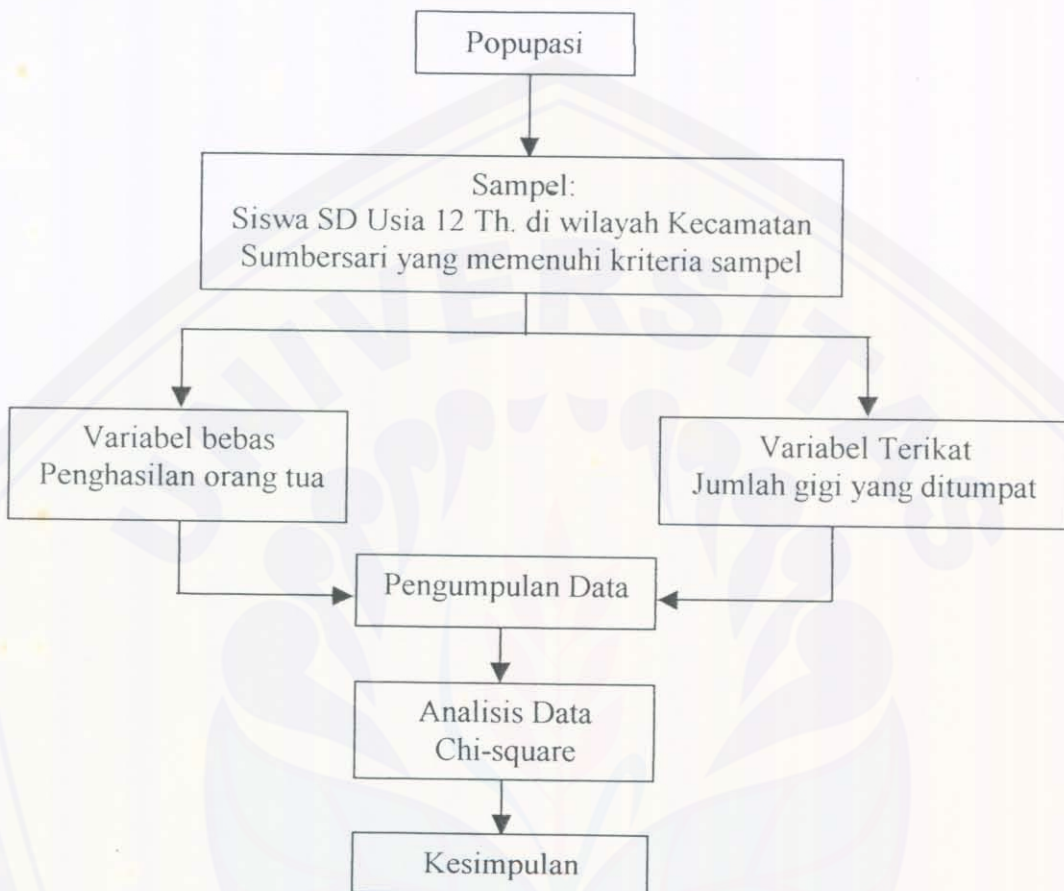 Popupasi
Sampel:
Siswa SD Usia 12 Th. di wilayah Kecamatan
Sumbersari yang memenuhi kriteria sampel
Variabel bebas
Penghasilan orang tua
Variabel Terikat
Jumlah gigi yang ditumpat
Pengumpulan Data
Analisis Data
Chi-square
Kesimpulan
UNIVERSITAS